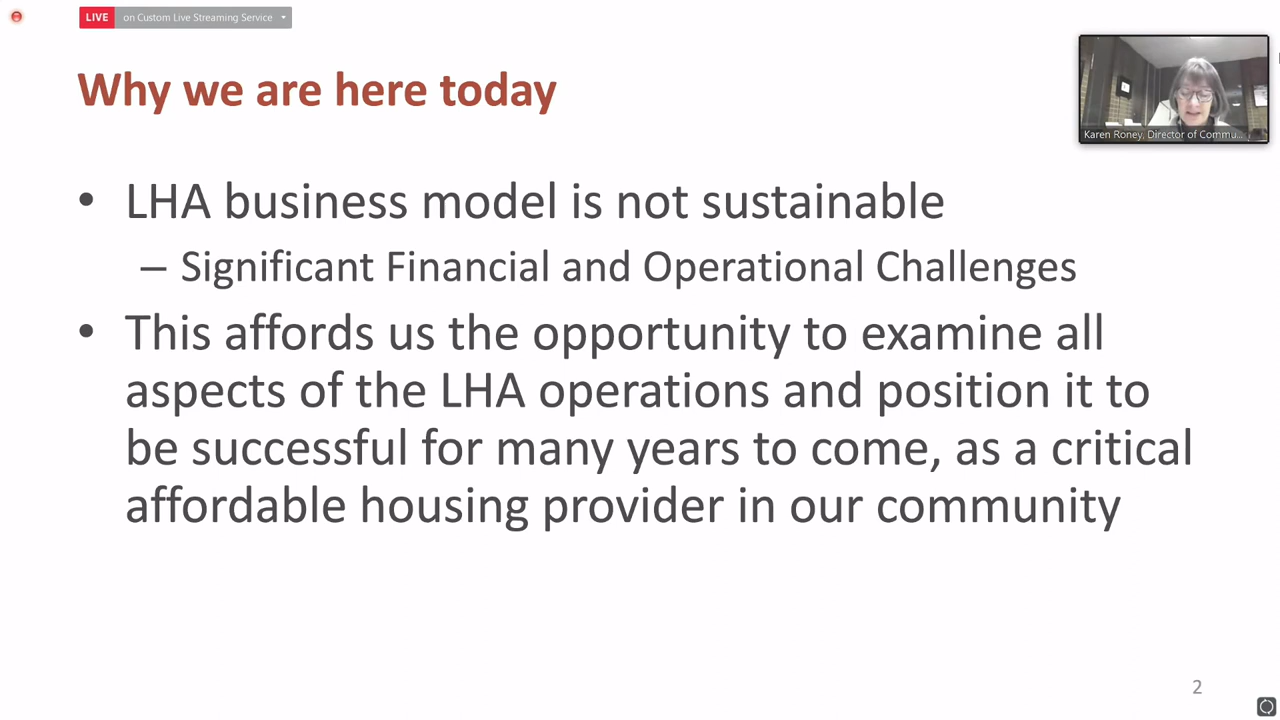 LIVE on Custom Live Streaming Service
Why we are here today
Karen Roney, Director of Commu...
• LHA business model is not sustainable
– Significant Financial and Operational Challenges
• This affords us the opportunity to examine all
aspects of the LHA operations and position it to
be successful for many years to come, as a critical
affordable housing provider in our community
2